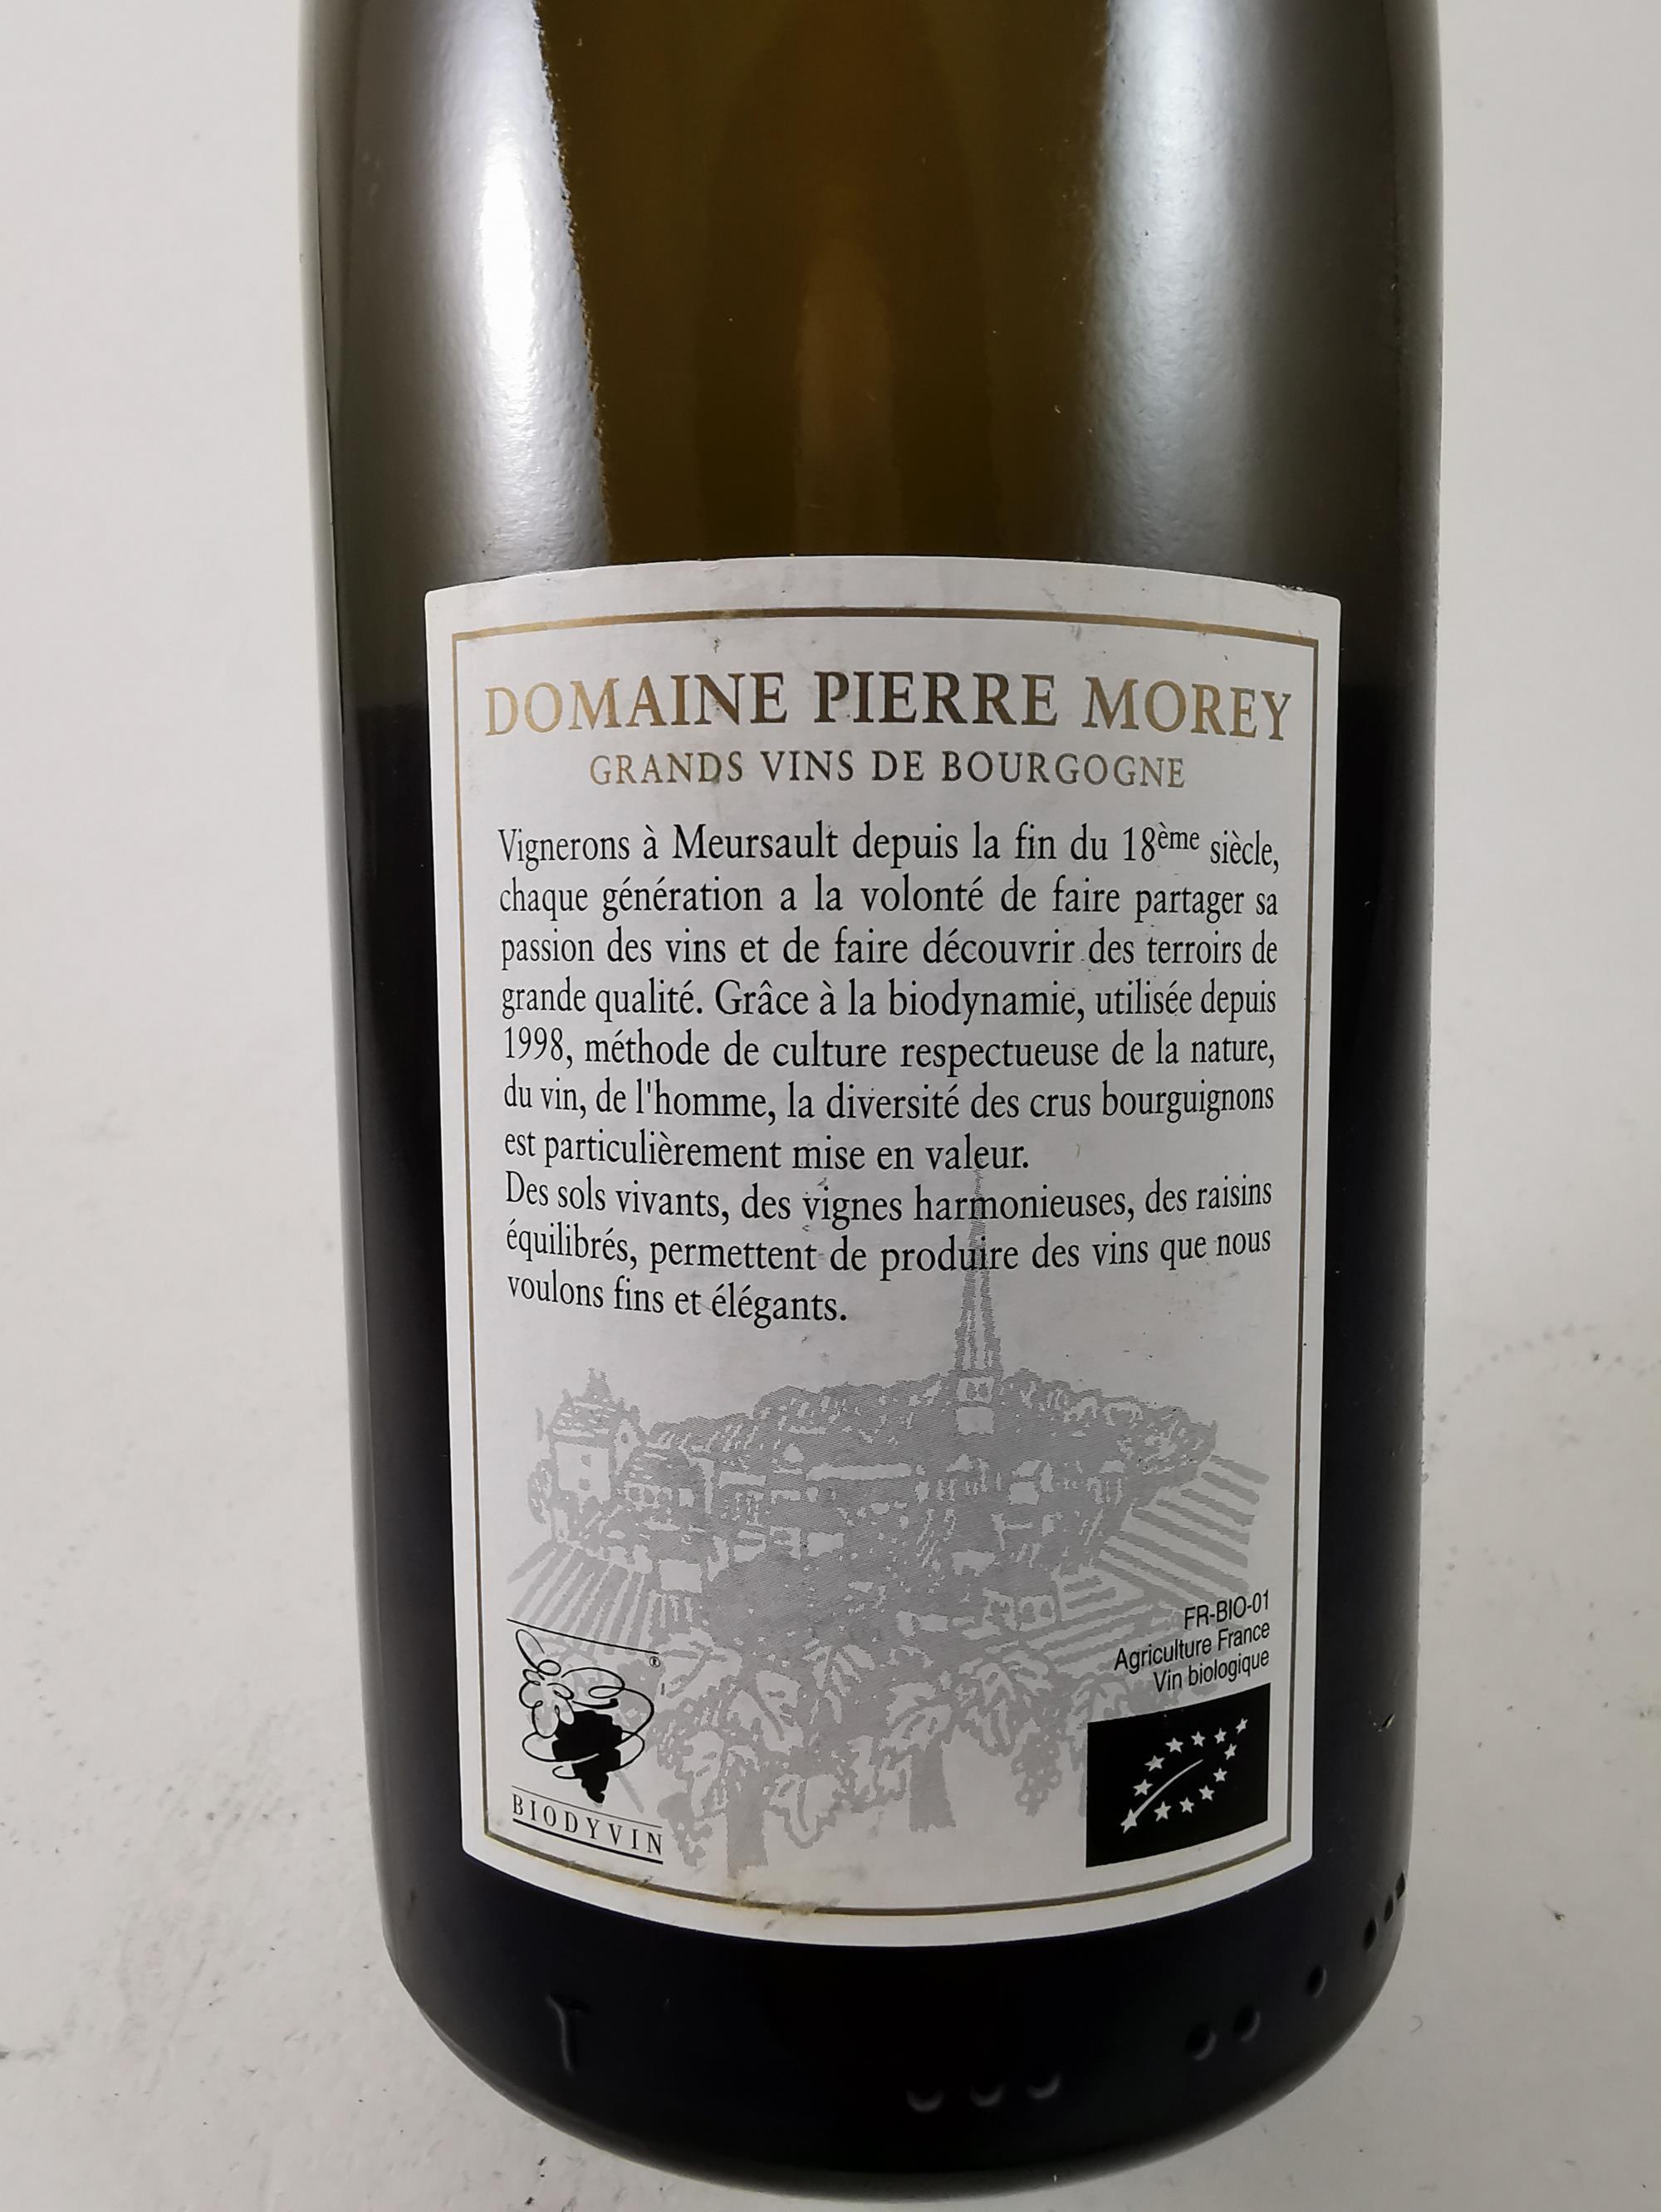 DOMAINE PIERRE MOREY
GRANDS VINS DE BOURGOGNE
Vignerons à Meursault depuis la fin du 18ème siècle,
chaque génération a la volonté de faire partager sa
passion des vins et de faire découvrir des terroirs de
grande qualité. Grâce à la biodynamie, utilisée depuis
1998, méthode de culture respectueuse de la nature,
du vin, de l'homme, la diversité des crus bourguignons
est particulièrement mise en valeur.
Des sols vivants, des vignes harmonieuses, des raisins
équilibrés, permettent de produire des vins que nous
voulons fins et élégants.
FR-BIO-01
Agriculture France
Vin biologique
®
BIODYVIN
T